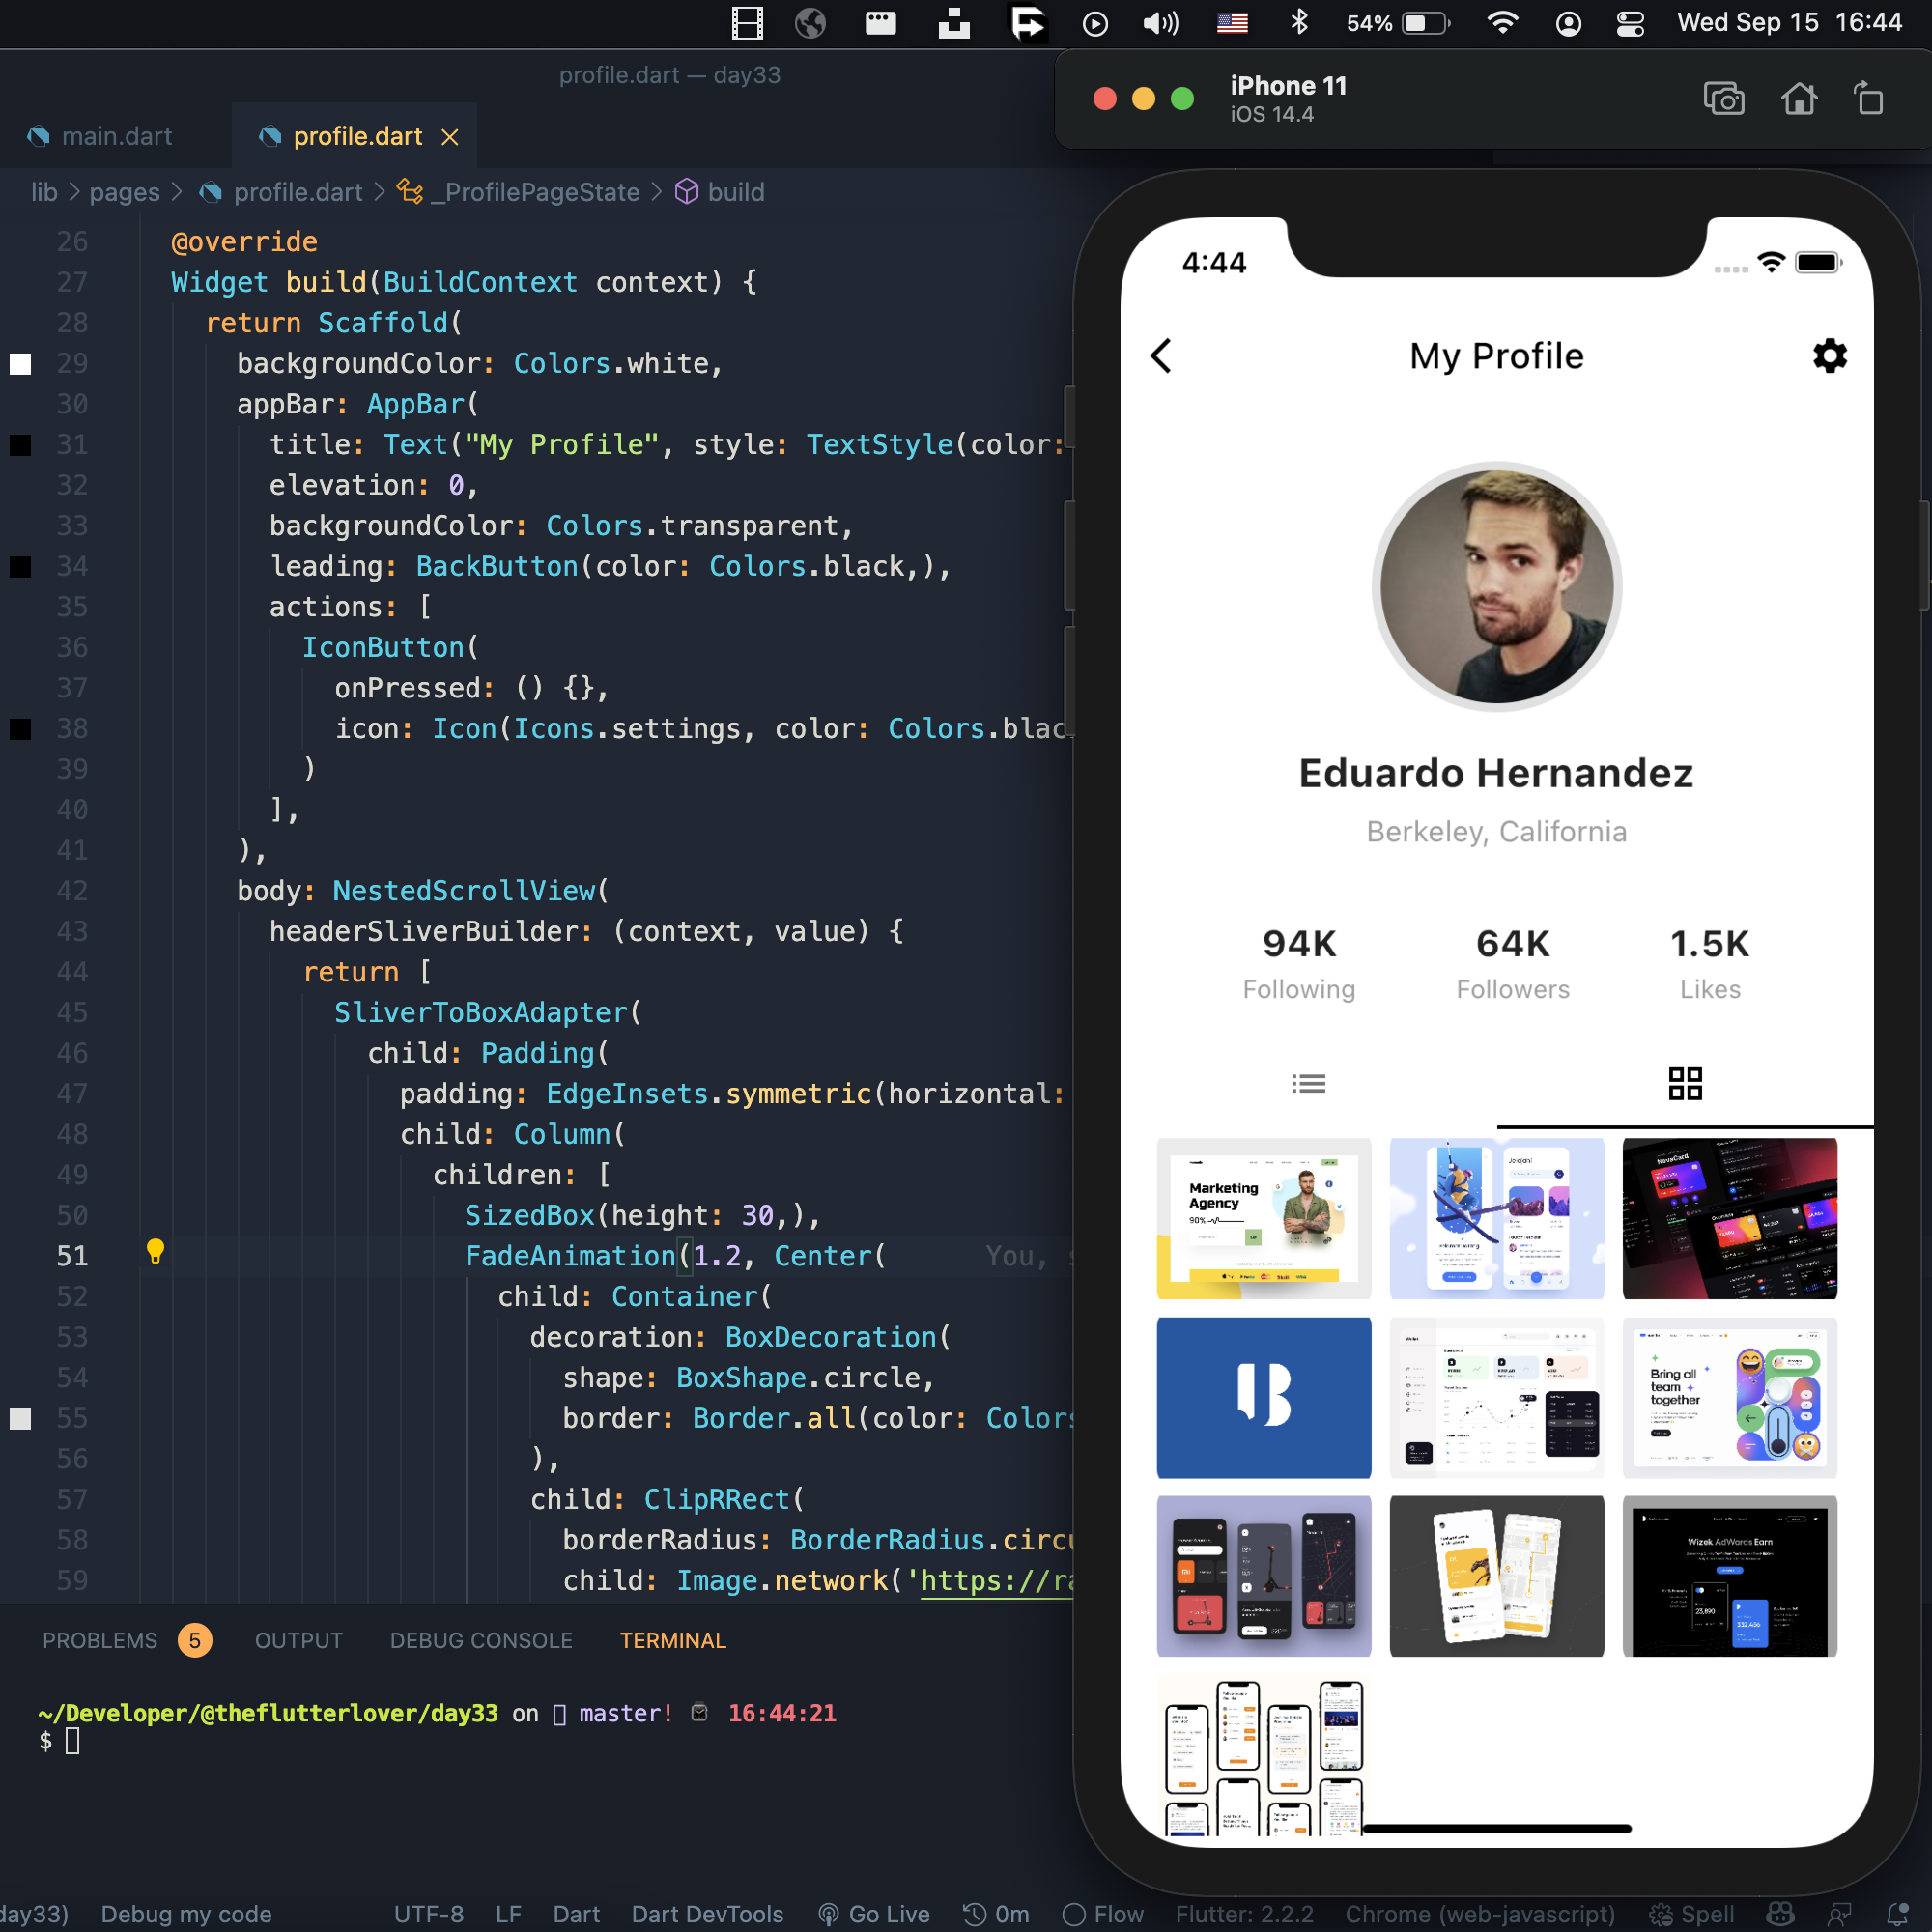 54%
Wed Sep 15 16:44
profile.dart — day33
main.dart
profile.dart
lib > pages > profile.dart > _ProfilePageState > build
26 @override
27 Widget build(BuildContext context) {
28 return Scaffold(
29 backgroundColor: Colors.white,
30 appBar: AppBar(
31 title: Text("My Profile", style: TextStyle(color:
32 elevation: 0,
33 backgroundColor: Colors.transparent,
34 leading: BackButton(color: Colors.black,),
35 actions: [
36 IconButton(
37 onPressed: () {},
38 icon: Icon(Icons.settings, color: Colors.blac
39 )
40 ],
41 ),
42 body: NestedScrollView(
43 headerSliverBuilder: (context, value) {
44 return [
45 SliverToBoxAdapter(
46 child: Padding(
47 padding: EdgeInsets.symmetric(horizontal:
48 child: Column(
49 children: [
50 SizedBox(height: 30,),
51 FadeAnimation(1.2, Center( You,
52 child: Container(
53 decoration: BoxDecoration(
54 shape: BoxShape.circle,
55 border: Border.all(color: Colors
56 ),
57 child: ClipRRect(
58 borderRadius: BorderRadius.circu
59 child: Image.network('https://ra
PROBLEMS 5 OUTPUT DEBUG CONSOLE TERMINAL
~/Developer/@theflutterlover/day33 on master! 16:44:21
$
day33) Debug my code UTF-8 LF Dart Dart DevTools Go Live 0m Flow Flutter: 2.2.2 Chrome (web-javascript) Spell
iPhone 11
iOS 14.4
4:44
My Profile
Eduardo Hernandez
Berkeley, California
94K 64K 1.5K
Following Followers Likes
Marketing
Agency
90%
Bring all
team
together
Wizek AdWords Earn
23,890
332,456